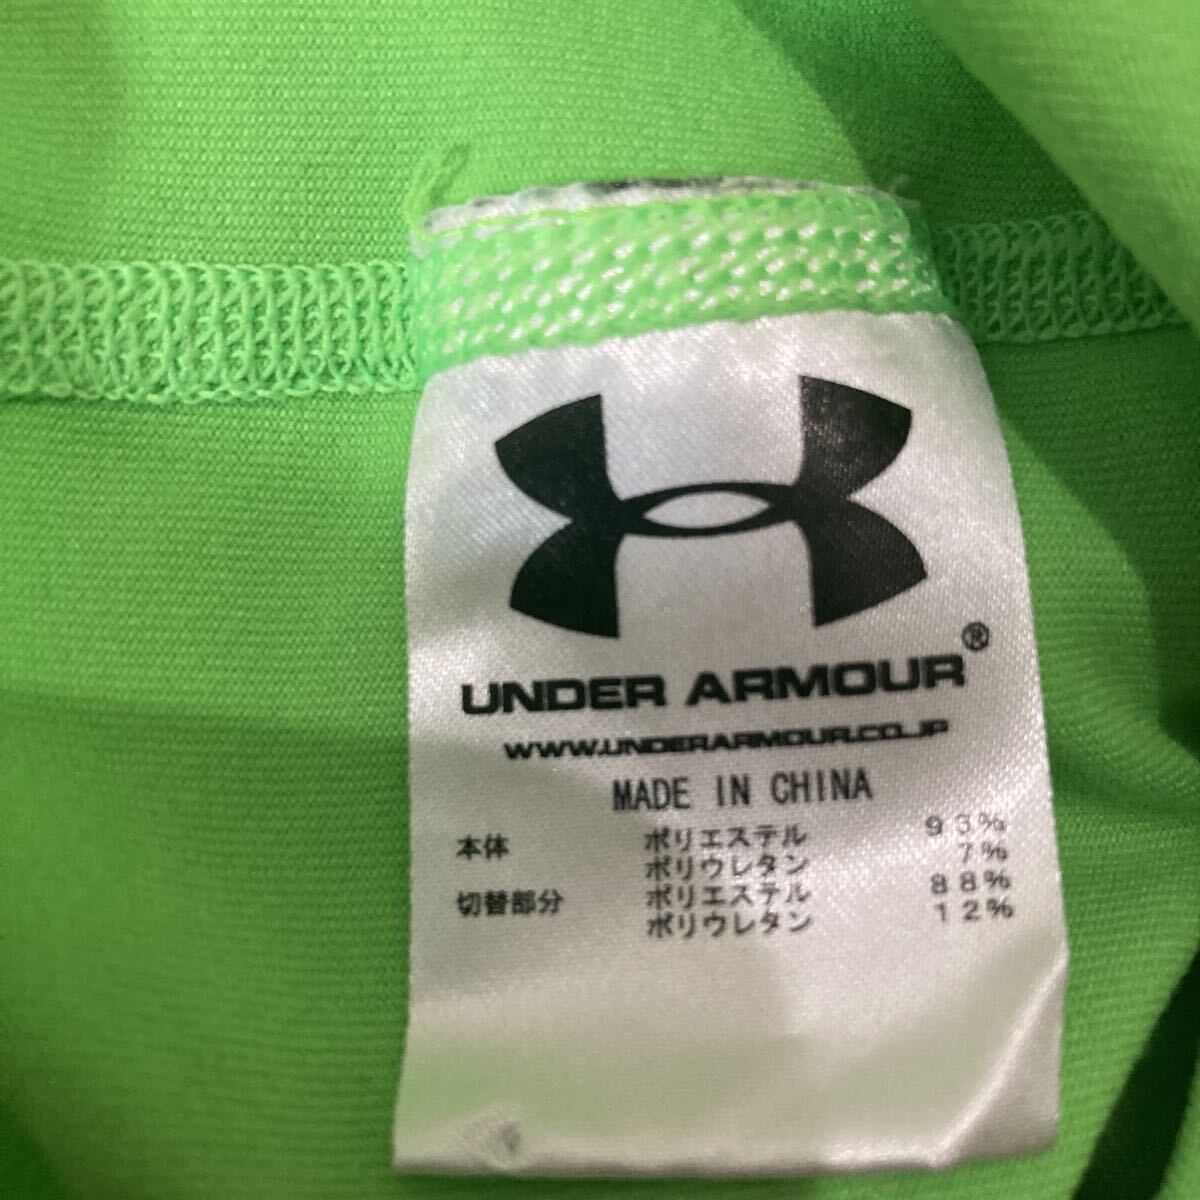 UNDER ARMOUR®
WWW.UNDERARMOUR.CO.JP
MADE IN CHINA
本体 ポリエステル 93%
ポリウレタン 7%
切替部分 ポリエステル 88%
ポリウレタン 12%